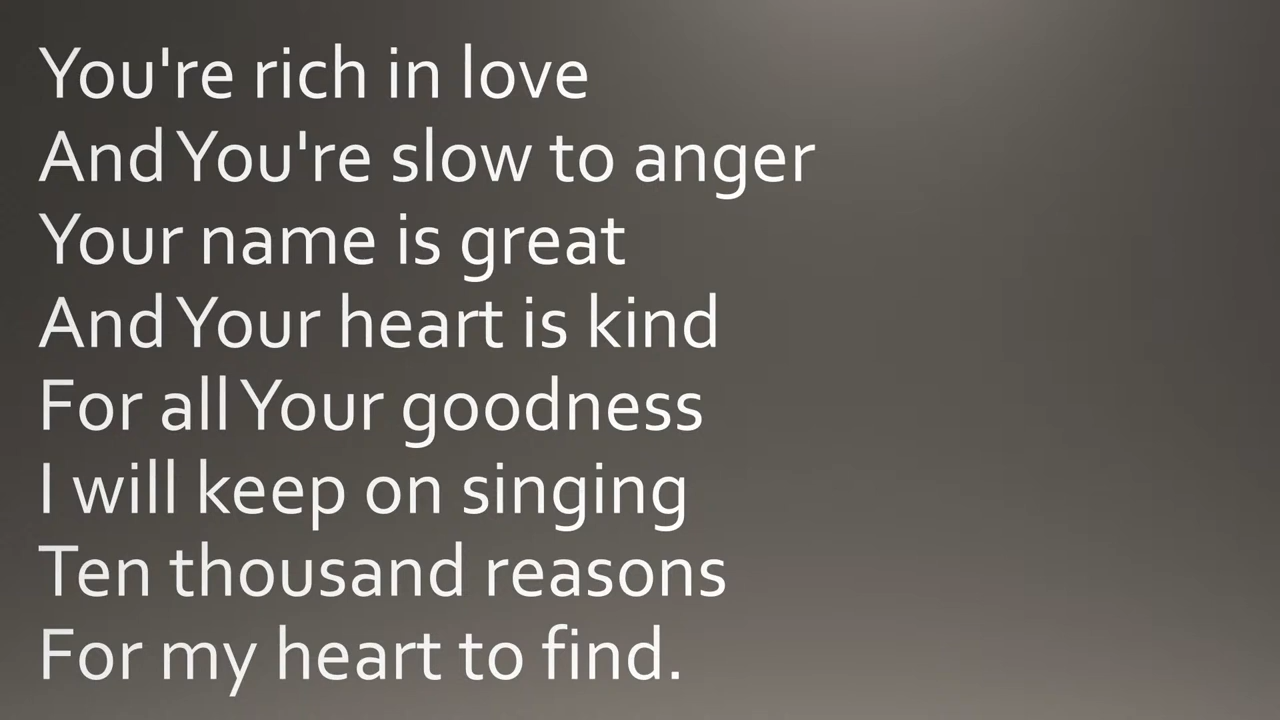 You're rich in love
And You're slow to anger
Your name is great
And Your heart is kind
For all Your goodness
I will keep on singing
Ten thousand reasons
For my heart to find.